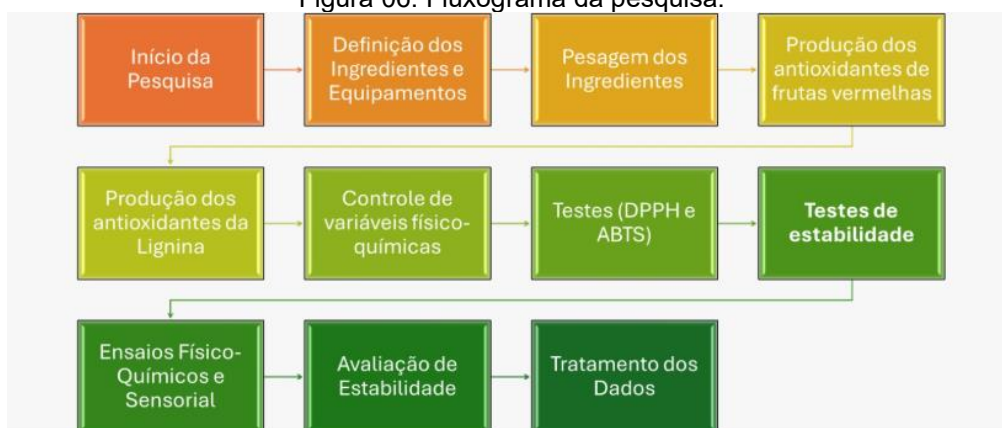 Figura 06. Fluxograma da pesquisa.
Início da
Pesquisa
Definição dos
Ingredientes e
Equipamentos
Pesagem dos
Ingredientes
Produção dos
antioxidantes de
frutas vermelhas
Produção dos
antioxidantes da
Lignina
Controle de
variáveis físico-
químicas
Testes (DPPH e
ABTS)
Testes de
estabilidade
Ensaios Físico-
Químicos e
Sensorial
Avaliação de
Estabilidade
Tratamento dos
Dados